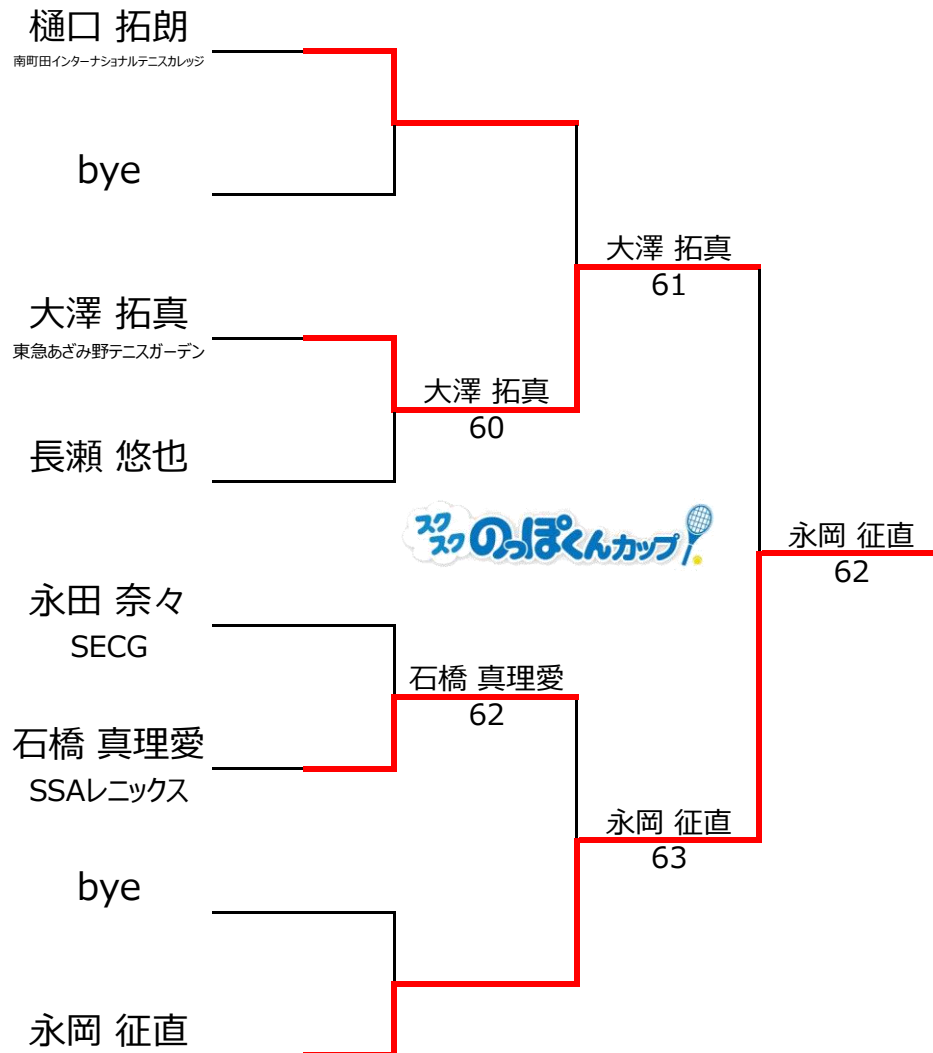 樋口 拓朗
南町田インターナショナルテニスカレッジ
bye
大澤 拓真
61
大澤 拓真
東急あざみ野テニスガーデン
大澤 拓真
60
長瀬 悠也
スクスクのっぽくんカップ
永岡 征直
62
永田 奈々
SECG
石橋 真理愛
62
石橋 真理愛
SSAレニックス
永岡 征直
63
bye
永岡 征直